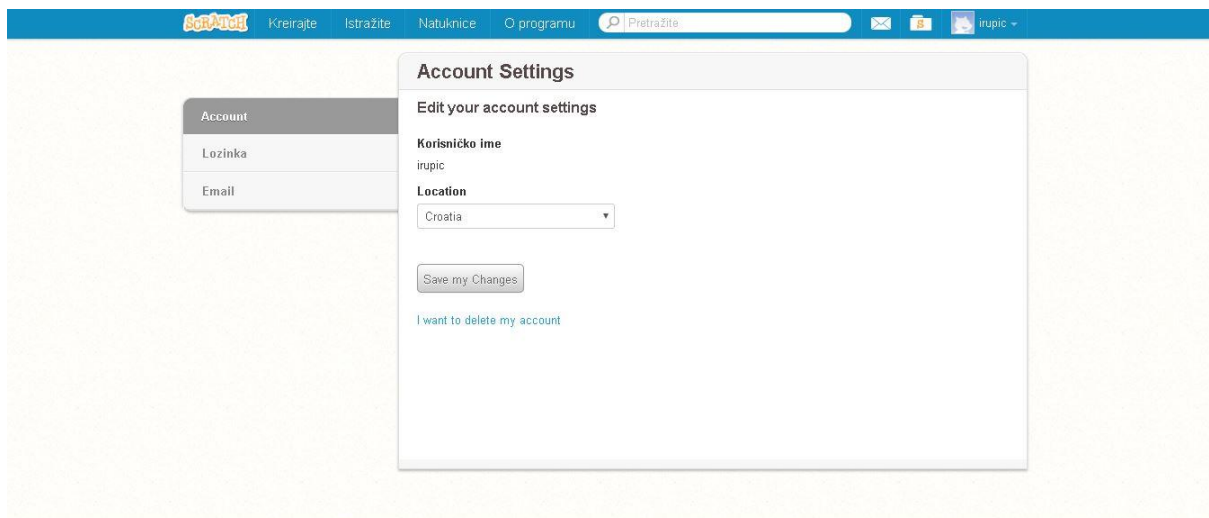 SCRATCH Kreirajte Istražite Natuknice O programu Pretražite S irupic
Account Settings
Account
Lozinka
Email
Edit your account settings
Korisničko ime
irupic
Location
Croatia
Save my Changes
I want to delete my account